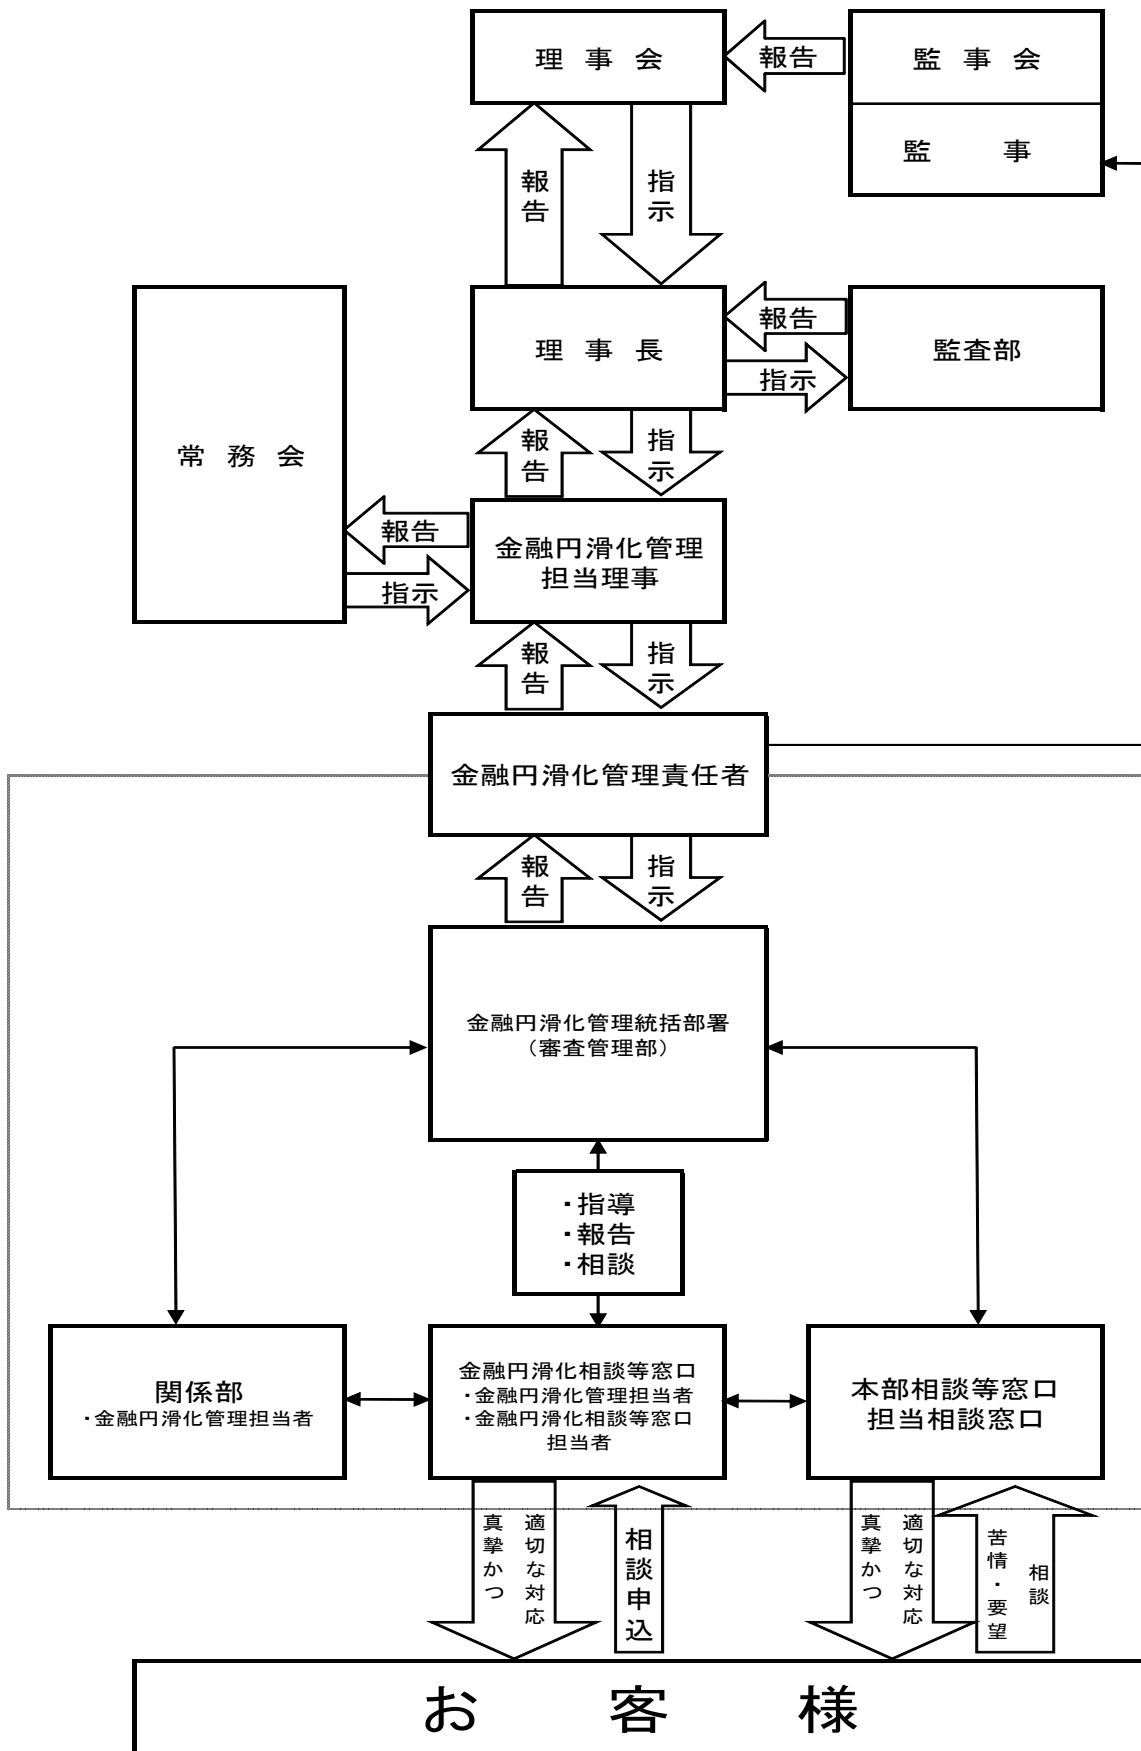 理事会
報告
監事会
監事
報告
指示
理事長
報告
指示
監査部
常務会
報告
指示
報告
指示
金融円滑化管理
担当理事
報告
指示
金融円滑化管理責任者
報告
指示
金融円滑化管理統括部署
（審査管理部）
・指導
・報告
・相談
関係部
・金融円滑化管理担当者
金融円滑化相談等窓口
・金融円滑化管理担当者
・金融円滑化相談等窓口
担当者
本部相談等窓口
担当相談窓口
真摯かつ
適切な対応
相談申込
真摯かつ
適切な対応
苦情・要望
相談
お客様